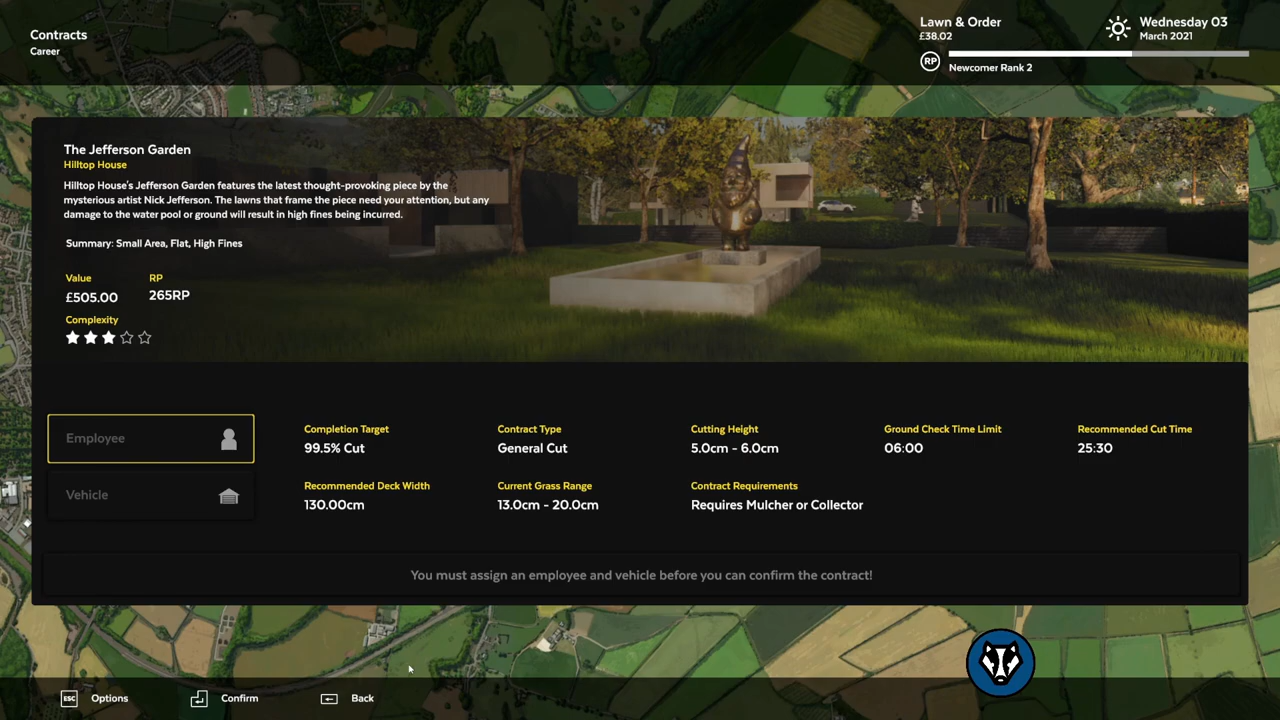 Contracts
Career
Lawn & Order
£38.02
Wednesday 03
March 2021
RP
Newcomer Rank 2
The Jefferson Garden
Hilltop House
Hilltop House's Jefferson Garden features the latest thought-provoking piece by the
mysterious artist Nick Jefferson. The lawns that frame the piece need your attention, but any
damage to the water pool or ground will result in high fines being incurred.
Summary: Small Area, Flat, High Fines
Value
RP
£505.00
265RP
Complexity
Employee
Vehicle
Completion Target
Contract Type
Cutting Height
Ground Check Time Limit
Recommended Cut Time
99.5% Cut
General Cut
5.0cm - 6.0cm
06:00
25:30
Recommended Deck Width
Current Grass Range
Contract Requirements
130.00cm
13.0cm - 20.0cm
Requires Mulcher or Collector
You must assign an employee and vehicle before you can confirm the contract!
ESC
Options
Confirm
Back